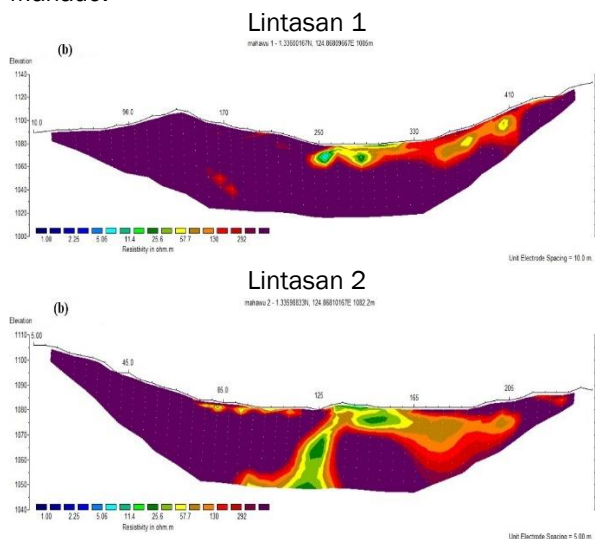 Lintasan 1
mahawu 1 - 1.33600167N, 124.86809667E 1085m
(b)
Elevation
1140
1120
1100
1080
1060
1040
1020
1000
10.0
90.0
170
250
330
410
1.00 2.25 5.06 11.4 25.6 57.7 130 292
Resistivity in ohm.m
Unit Electrode Spacing = 10.0 m.
Lintasan 2
mahawu 2 - 1.33598833N, 124.86810167E 1082.2m
(b)
Elevation
1110
1100
1090
1080
1070
1060
1050
1040
5.00
45.0
85.0
125
165
205
1.00 2.25 5.06 11.4 25.6 57.7 130 292
Resistivity in ohm.m
Unit Electrode Spacing = 5.00 m.